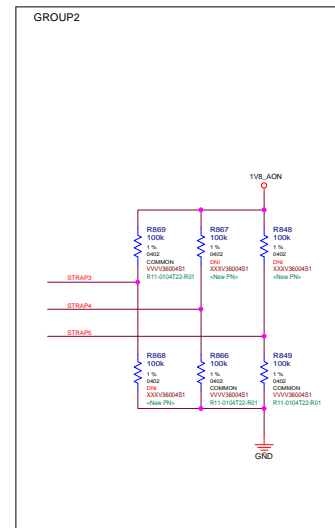 GROUP2
1V8_AON
R869
100k
1 %
0402
COMMON
VVVV36004S1
R11-0104T22-R01
R867
100k
1 %
0402
DNI
XXXV36004S1
<New PN>
R848
100k
1 %
0402
DNI
XXXV36004S1
<New PN>
STRAP3
STRAP4
STRAP5
R868
100k
1 %
0402
DNI
XXXV36004S1
<New PN>
R866
100k
1 %
0402
COMMON
VVVV36004S1
R11-0104T22-R01
R849
100k
1 %
0402
COMMON
VVVV36004S1
R11-0104T22-R01
GND